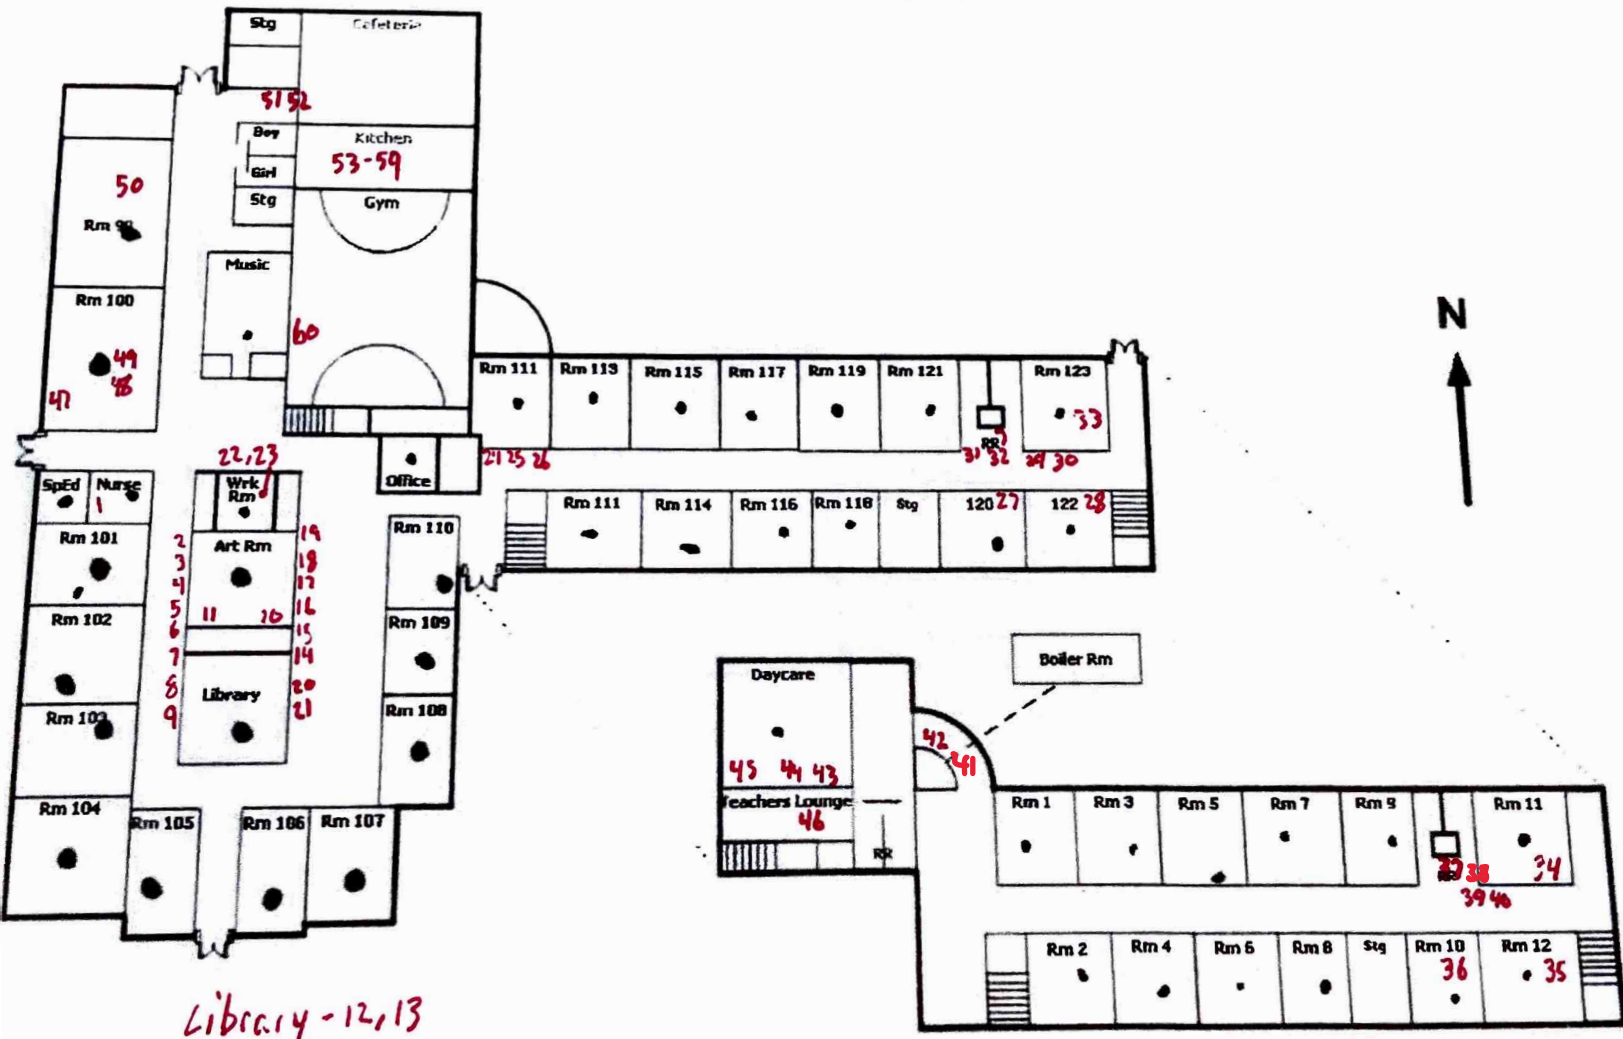 Stg
Cafeteria
51 52
Boy
Kitchen
53-59
Girl
Stg
Gym
50
Rm 99
Music
Rm 100
49
48
47
60
N
Rm 111
Rm 113
Rm 115
Rm 117
Rm 119
Rm 121
Rm 123
33
RR
25 26
31 32
29 30
22,23
Office
SpEd
Nurse
1
Wrk
Rm
Rm 111
Rm 114
Rm 116
Rm 118
Stg
120 27
122 28
Rm 110
Rm 101
Art Rm
2
3
4
5
6
7
8
9
11
10
19
18
17
16
15
14
20
21
Rm 102
Rm 109
Library
Rm 103
Rm 108
Boiler Rm
Daycare
45 44 43
42
41
Teachers Lounge
46
RR
Rm 104
Rm 105
Rm 106
Rm 107
Rm 1
Rm 3
Rm 5
Rm 7
Rm 9
Rm 11
34
38
39 40
Rm 2
Rm 4
Rm 6
Rm 8
Stg
Rm 10
36
Rm 12
35
Library - 12,13